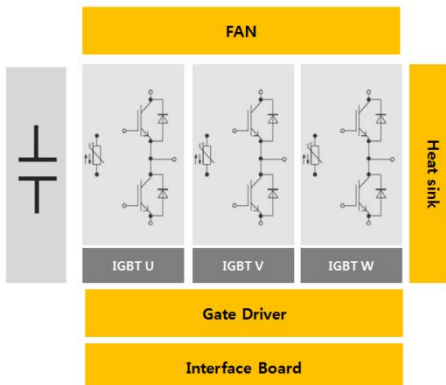 FAN
Heat sink
IGBT U
IGBT V
IGBT W
Gate Driver
Interface Board